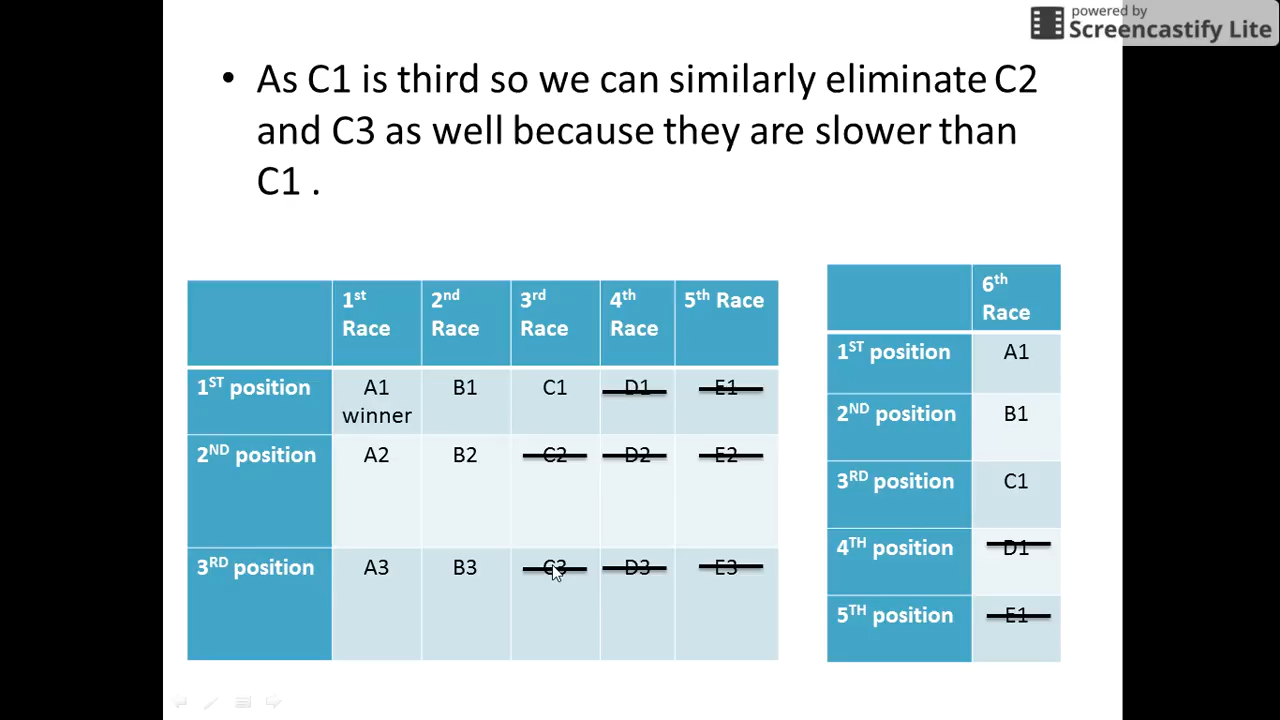 powered by
Screencastify Lite
• As C1 is third so we can similarly eliminate C2
and C3 as well because they are slower than
C1 .
1st Race 2nd Race 3rd Race 4th Race 5th Race
1ST position A1 winner B1 C1 D1 E1
2ND position A2 B2 C2 D2 E2
3RD position A3 B3 C3 D3 E3
6th Race
1ST position A1
2ND position B1
3RD position C1
4TH position D1
5TH position E1